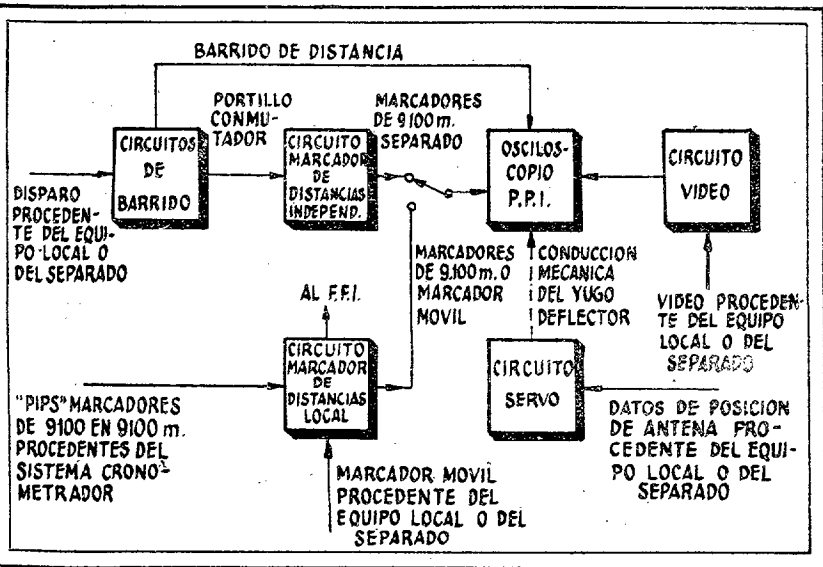 BARRIDO DE DISTANCIA
PORTILLO
CONMU-
TADOR
MARCADORES
DE 9100 m.
SEPARADO
CIRCUITOS
DE
BARRIDO
CIRCUITO
MARCADOR
DE
DISTANCIAS
INDEPEND.
OSCILOS-
COPIO
P.P.I.
CIRCUITO
VIDEO
DISPARO
PROCEDEN-
TE DEL EQUI-
PO LOCAL O
DEL SEPARADO
MARCADORES
DE 9.100 m. O
MARCADOR
MOVIL
CONDUCCION
MECANICA
DEL YUGO
DEFLECTOR
VIDEO PROCEDEN-
TE DEL EQUIPO
LOCAL O DEL
SEPARADO
AL P.P.I.
CIRCUITO
MARCADOR
DE
DISTANCIAS
LOCAL
CIRCUITO
SERVO
"PIPS" MARCADORES
DE 9100 EN 9100 m.
PROCEDENTES DEL
SISTEMA CRONO-
METRADOR
DATOS DE POSICION
DE ANTENA PRO-
CEDENTE DEL EQUI-
PO LOCAL O DEL
SEPARADO
MARCADOR MOVIL
PROCEDENTE DEL
EQUIPO LOCAL O DEL
SEPARADO